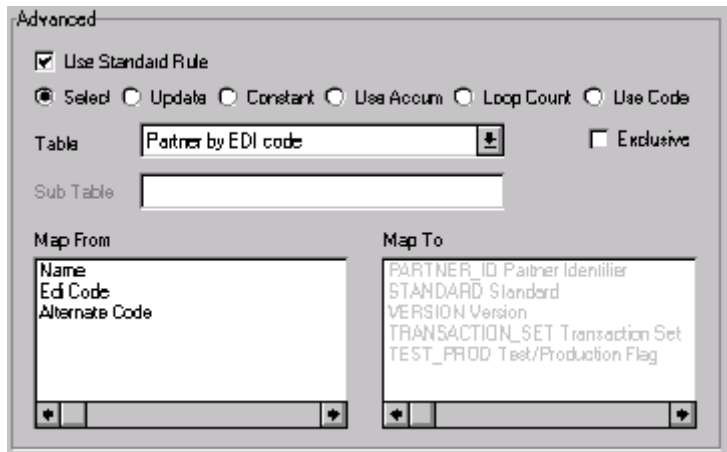 Advanced
Use Standard Rule
Select Update Constant Use Accum Loop Count Use Code
Table Partner by EDI code Exclusive
Sub Table
Map From Map To
Name
Edi Code
Alternate Code
PARTNER_ID Partner Identifier
STANDARD Standard
VERSION Version
TRANSACTION_SET Transaction Set
TEST_PROD Test/Production Flag